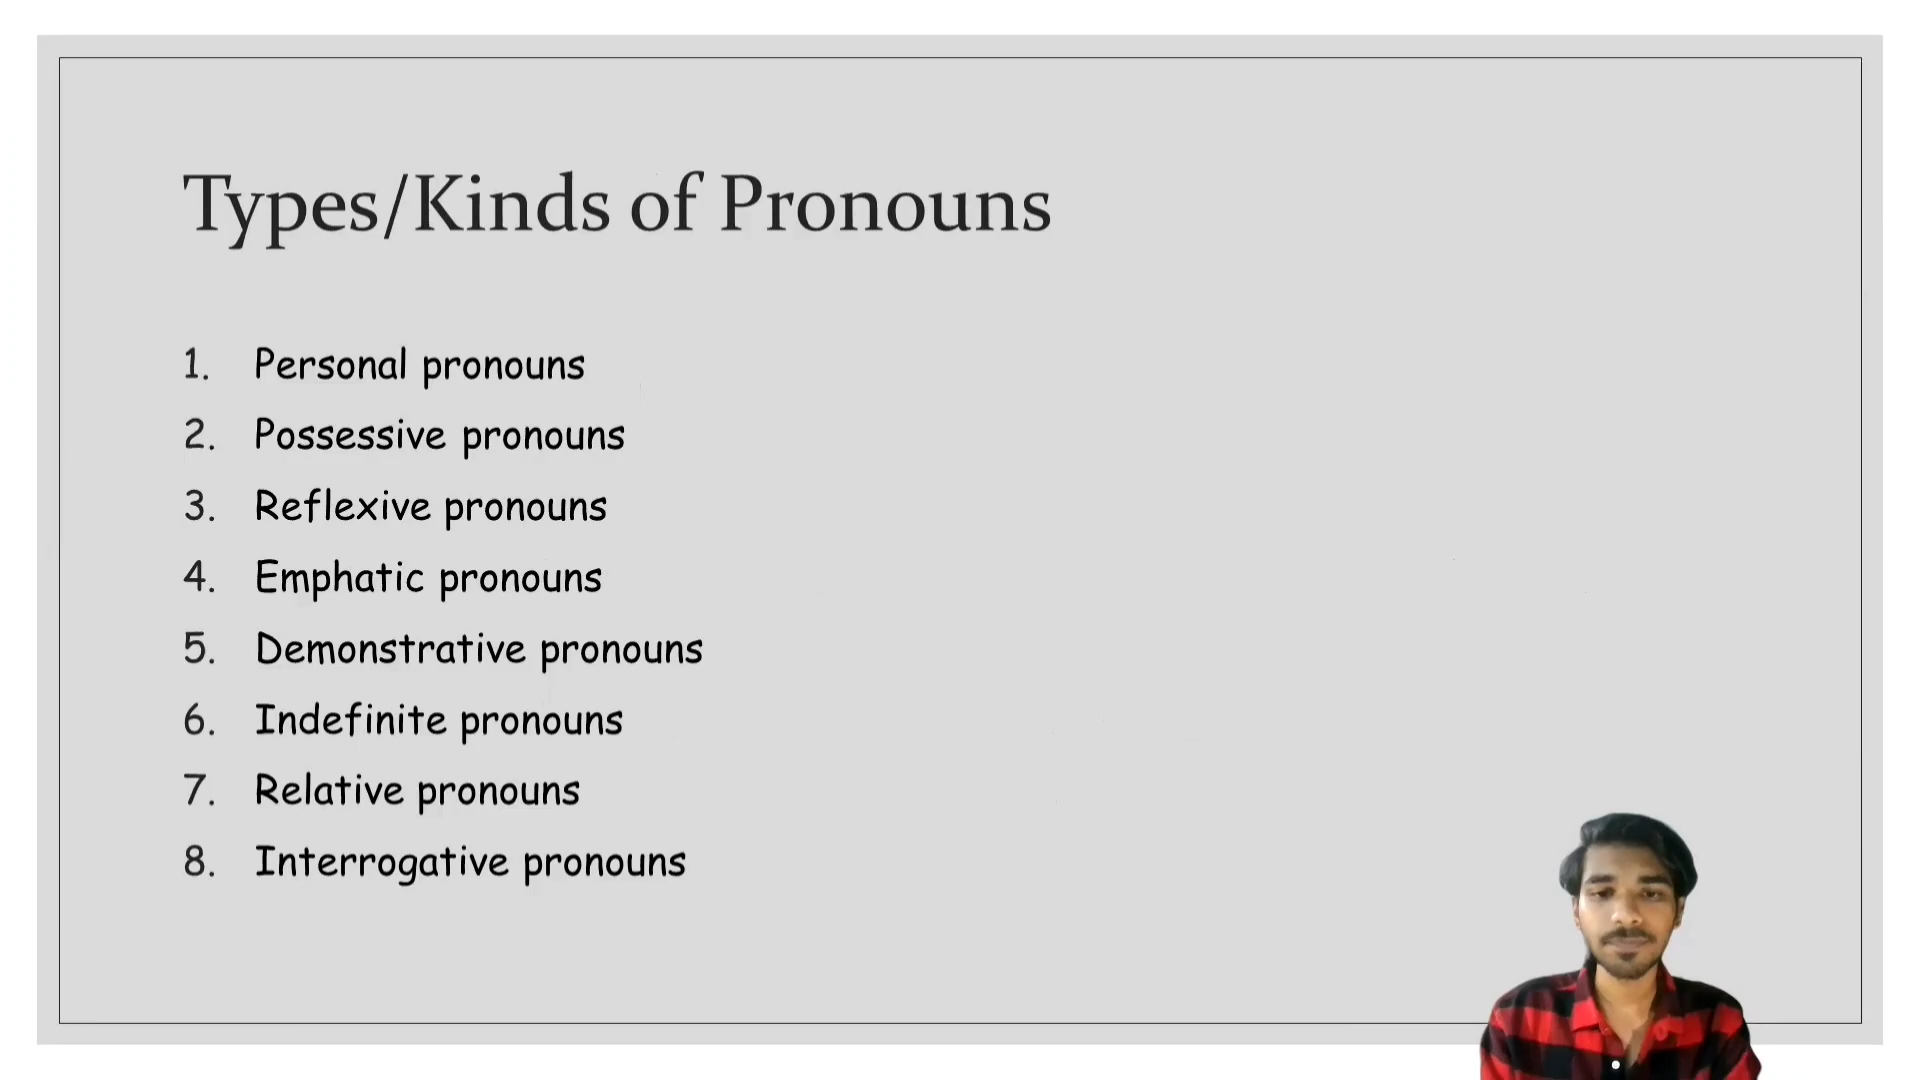 Types/Kinds of Pronouns
1. Personal pronouns
2. Possessive pronouns
3. Reflexive pronouns
4. Emphatic pronouns
5. Demonstrative pronouns
6. Indefinite pronouns
7. Relative pronouns
8. Interrogative pronouns